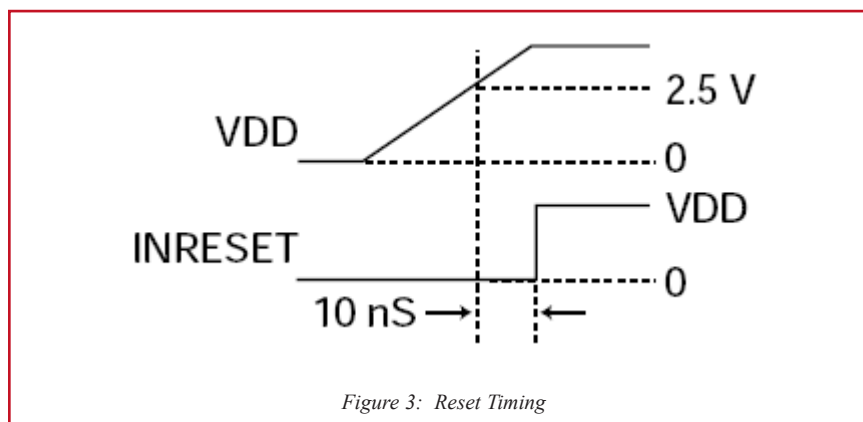 2.5 V
VDD
0
VDD
INRESET
0
10 nS
Figure 3: Reset Timing